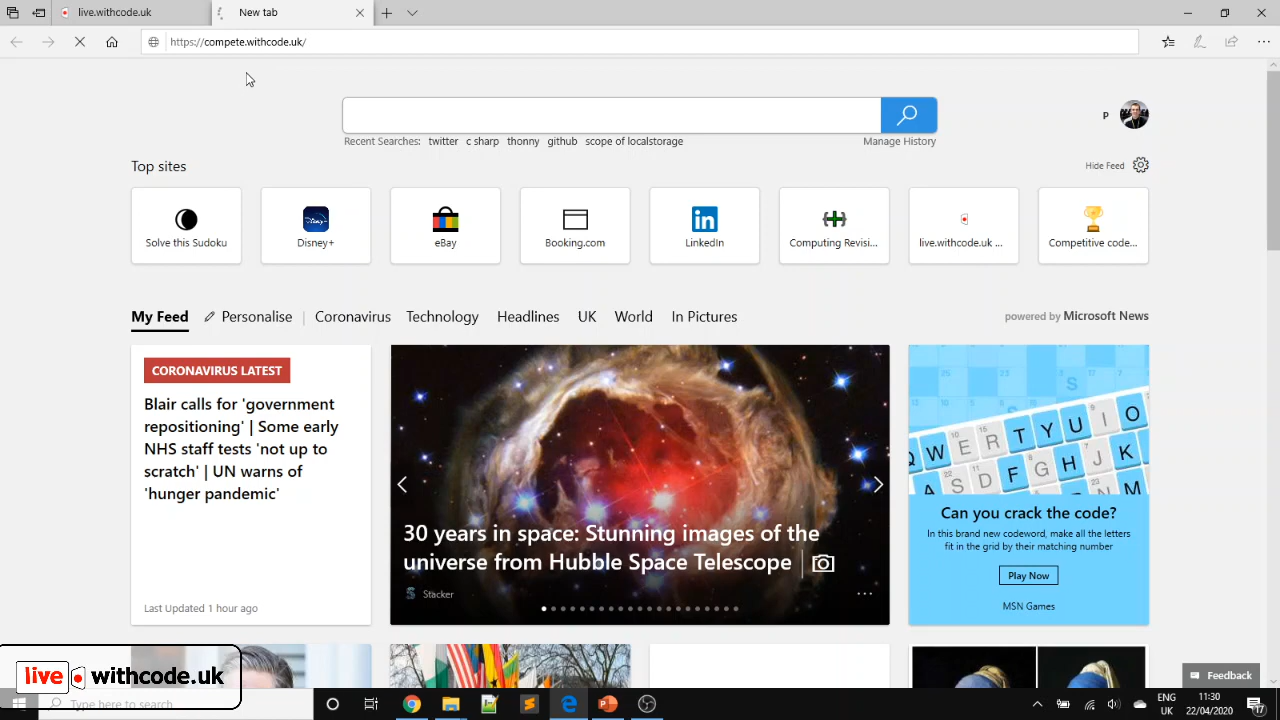 live.withcode.uk
New tab
https://compete.withcode.uk/
Recent Searches: twitter c sharp thonny github scope of localstorage
Manage History
P
Top sites
Hide Feed
Solve this Sudoku
Disney+
eBay
Booking.com
LinkedIn
Computing Revisi...
live.withcode.uk ...
Competitive code...
My Feed
Personalise
Coronavirus
Technology
Headlines
UK
World
In Pictures
powered by Microsoft News
CORONAVIRUS LATEST
Blair calls for 'government
repositioning' | Some early
NHS staff tests 'not up to
scratch' | UN warns of
'hunger pandemic'
Last Updated 1 hour ago
30 years in space: Stunning images of the
universe from Hubble Space Telescope
Stacker
Can you crack the code?
In this brand new codeword, make all the letters
fit in the grid by their matching number
Play Now
MSN Games
Feedback
live withcode.uk
Type here to search
ENG
UK
11:30
22/04/2020
17